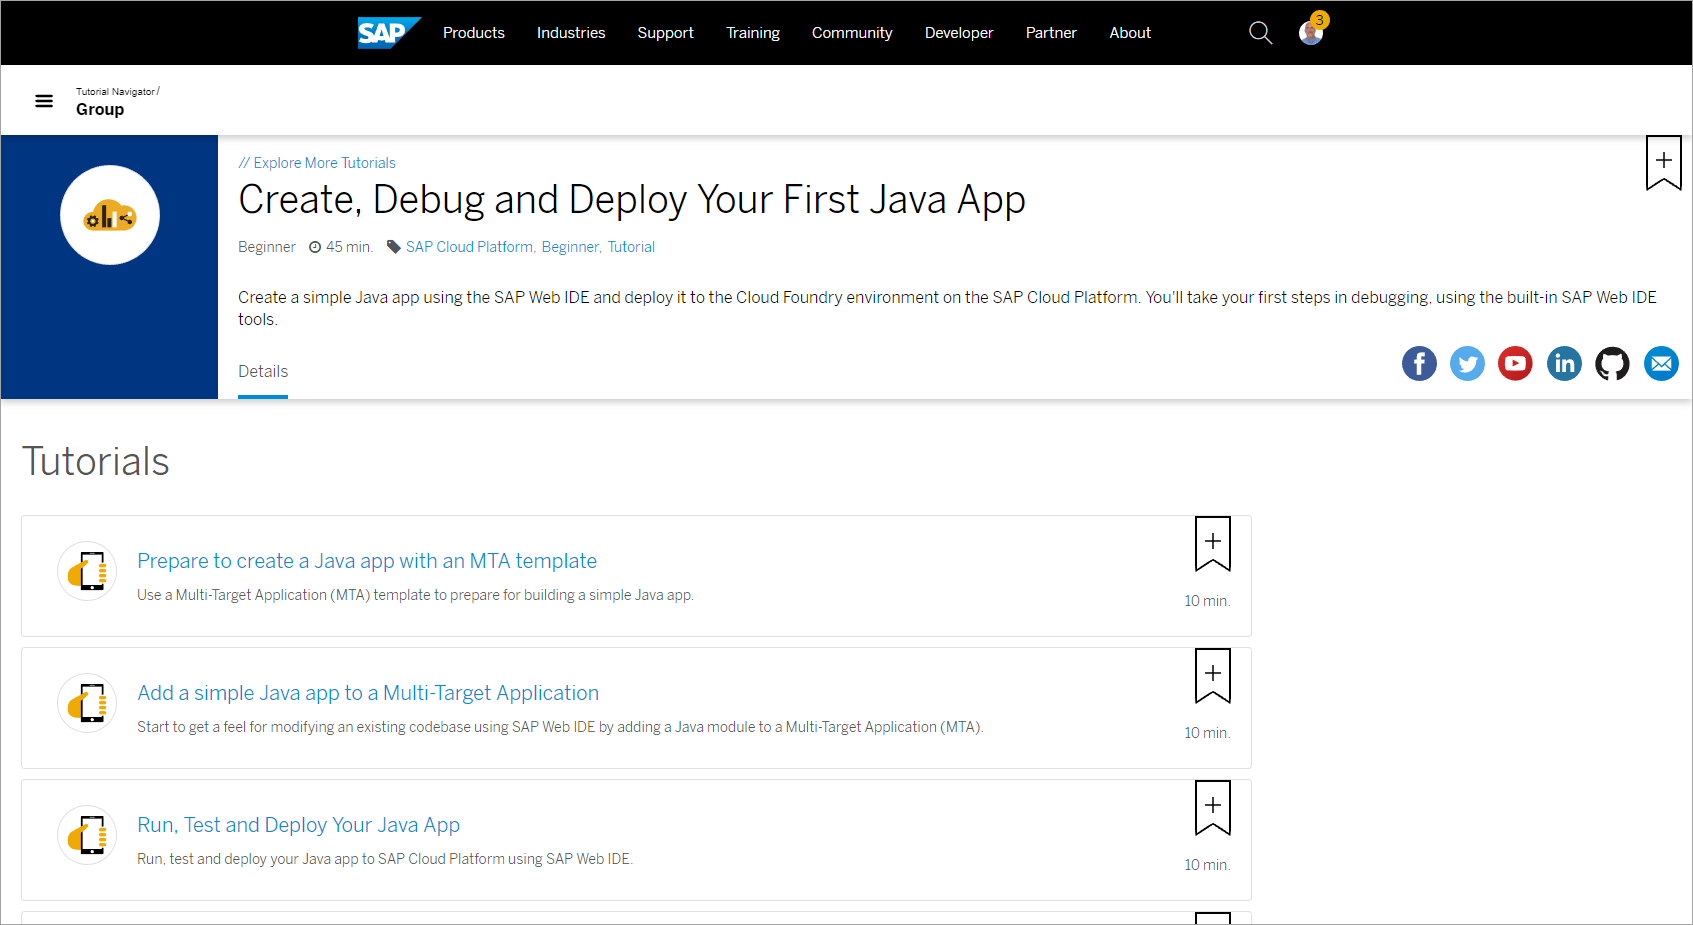 SAP Products Industries Support Training Community Developer Partner About 3
Tutorial Navigator /
Group
// Explore More Tutorials
Create, Debug and Deploy Your First Java App
Beginner 45 min. SAP Cloud Platform, Beginner, Tutorial
Create a simple Java app using the SAP Web IDE and deploy it to the Cloud Foundry environment on the SAP Cloud Platform. You'll take your first steps in debugging, using the built-in SAP Web IDE
tools.
Details
Tutorials
Prepare to create a Java app with an MTA template
Use a Multi-Target Application (MTA) template to prepare for building a simple Java app.
10 min.
Add a simple Java app to a Multi-Target Application
Start to get a feel for modifying an existing codebase using SAP Web IDE by adding a Java module to a Multi-Target Application (MTA).
10 min.
Run, Test and Deploy Your Java App
Run, test and deploy your Java app to SAP Cloud Platform using SAP Web IDE.
10 min.